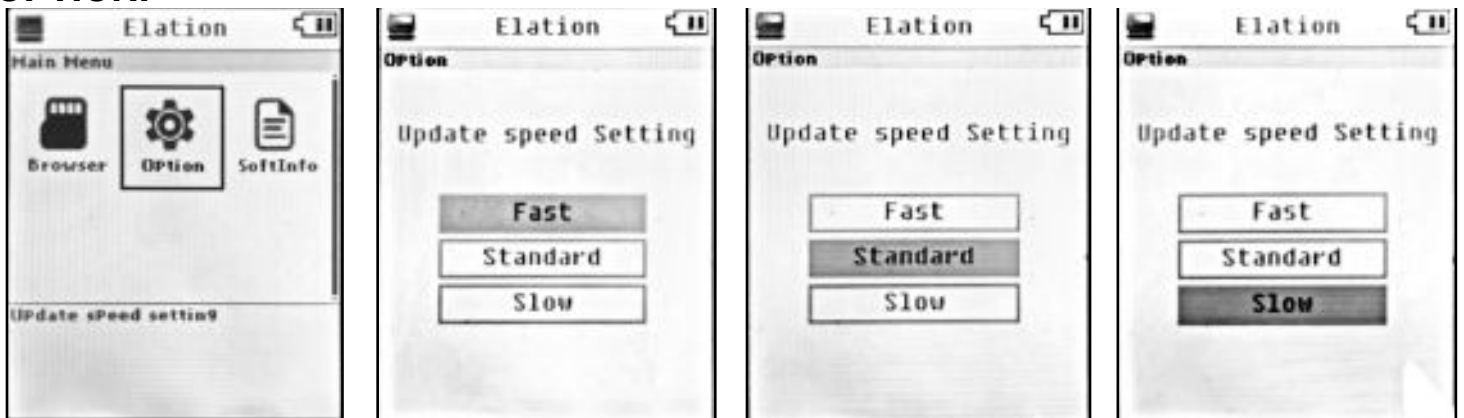 Elation
Main Menu
Browser
OPtion
SoftInfo
UPdate sPeed settin9
Elation
OPtion
Update speed Setting
Fast
Standard
Slow
Elation
OPtion
Update speed Setting
Fast
Standard
Slow
Elation
OPtion
Update speed Setting
Fast
Standard
Slow